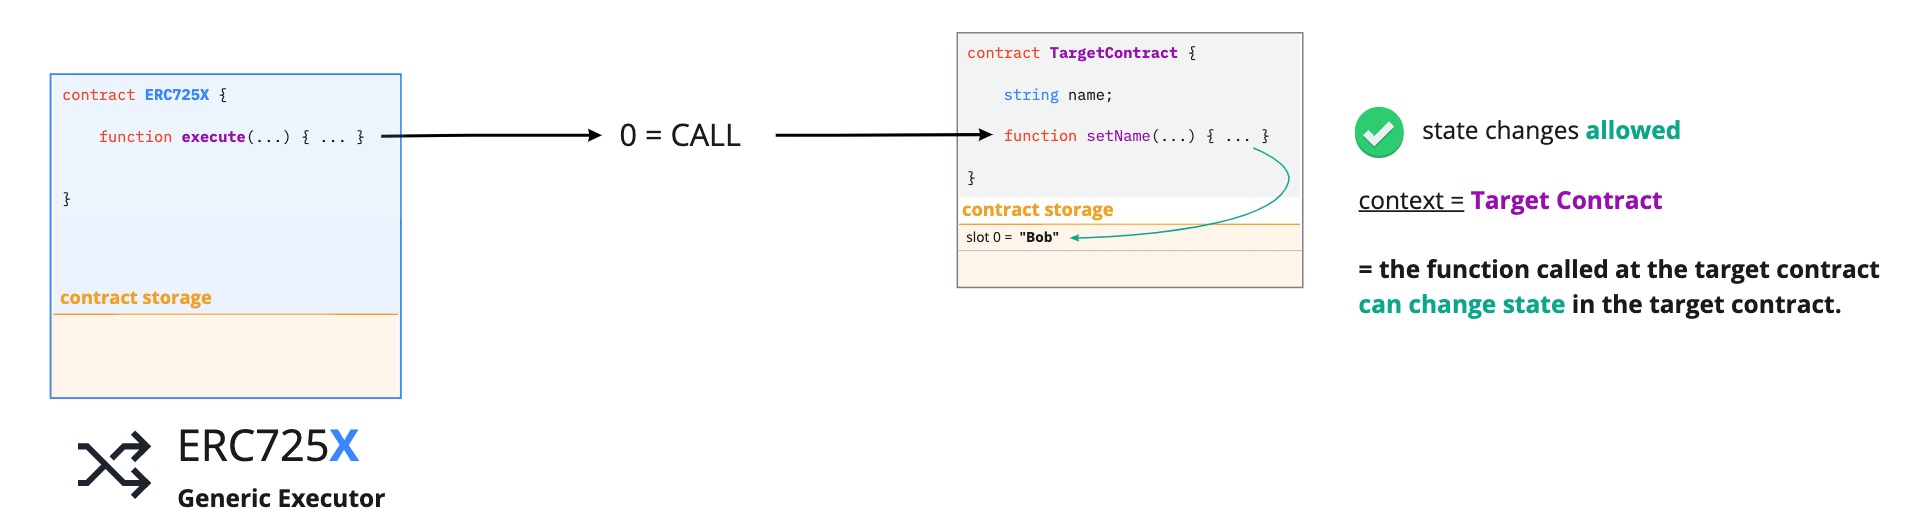 contract ERC725X {
function execute(...) { ... }
}
contract storage
ERC725X
Generic Executor
0 = CALL
contract TargetContract {
string name;
function setName(...) { ... }
}
contract storage
slot 0 = "Bob"
state changes allowed
context = Target Contract
= the function called at the target contract
can change state in the target contract.